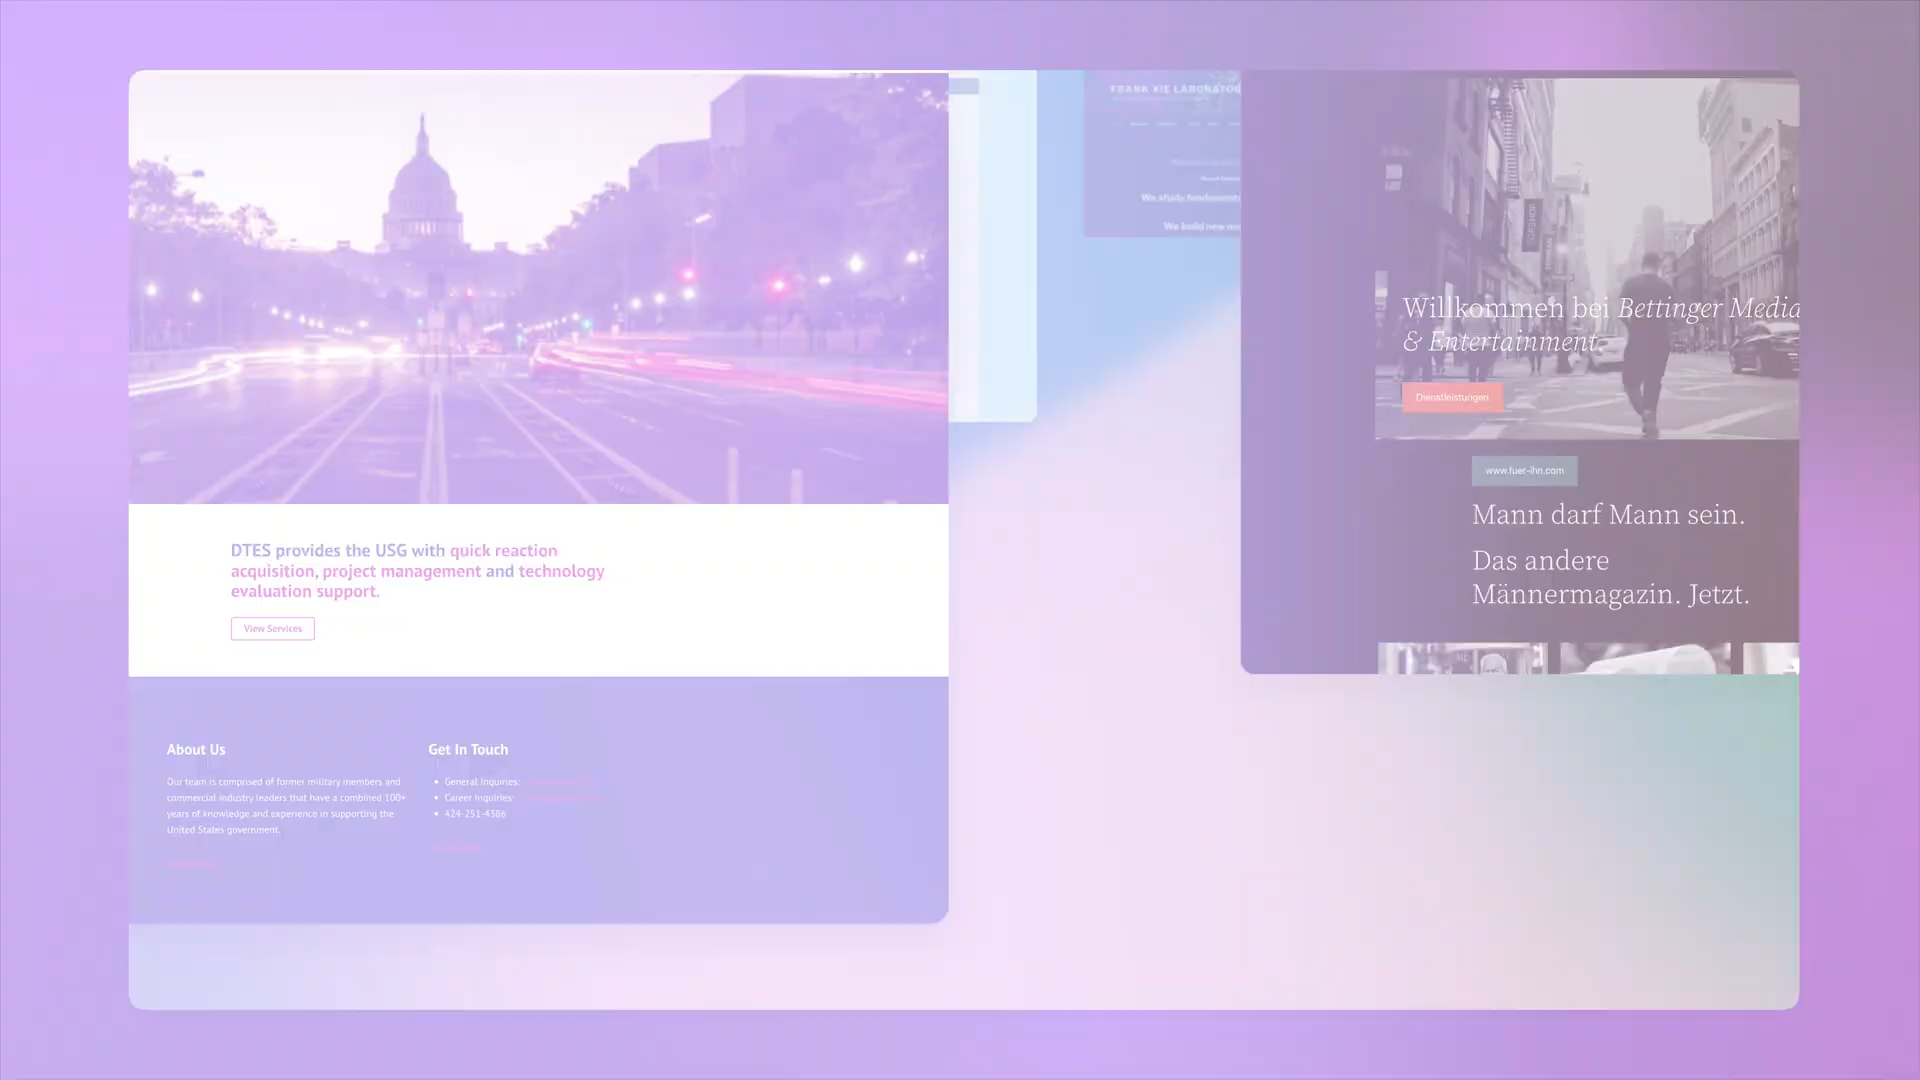 DTES provides the USG with quick reaction
acquisition, project management and technology
evaluation support.
View Services
About Us
Our team is comprised of former military members and
commercial industry leaders that have a combined 100+
years of knowledge and experience in supporting the
United States government.
Get In Touch
General Inquiries:
Career Inquiries:
424-251-4386
FRANK XIE LABORATOR
We study fundament
We build new
Willkommen bei Bettinger Media
& Entertainment.
Dienstleistungen
www.fuer-ihn.com
Mann darf Mann sein.
Das andere
Männermagazin. Jetzt.
TOPSHOP